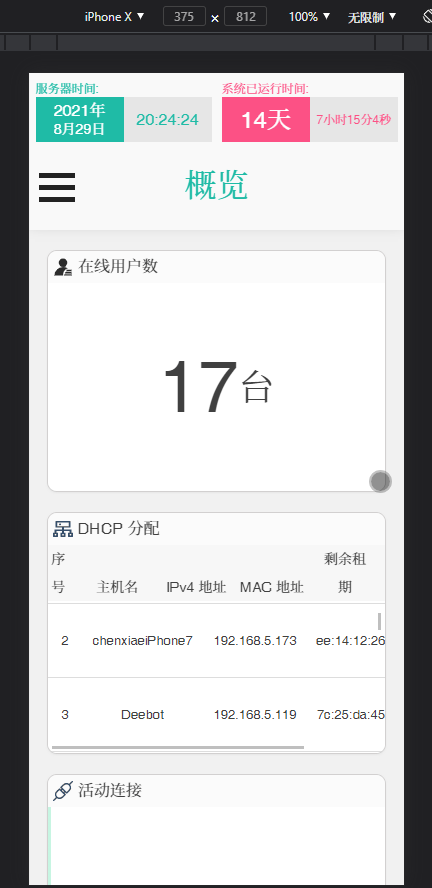 iPhone X ▼ 375 × 812 100% ▼ 无限制 ▼
服务器时间: 系统已运行时间:
2021年
8月29日 20:24:24 14天 7小时15分4秒
概览
在线用户数
17台
DHCP 分配
序号 主机名 IPv4 地址 MAC 地址 剩余租期
2 chenxiaeiPhone7 192.168.5.173 ee:14:12:26
3 Deebot 192.168.5.119 7c:25:da:45
活动连接